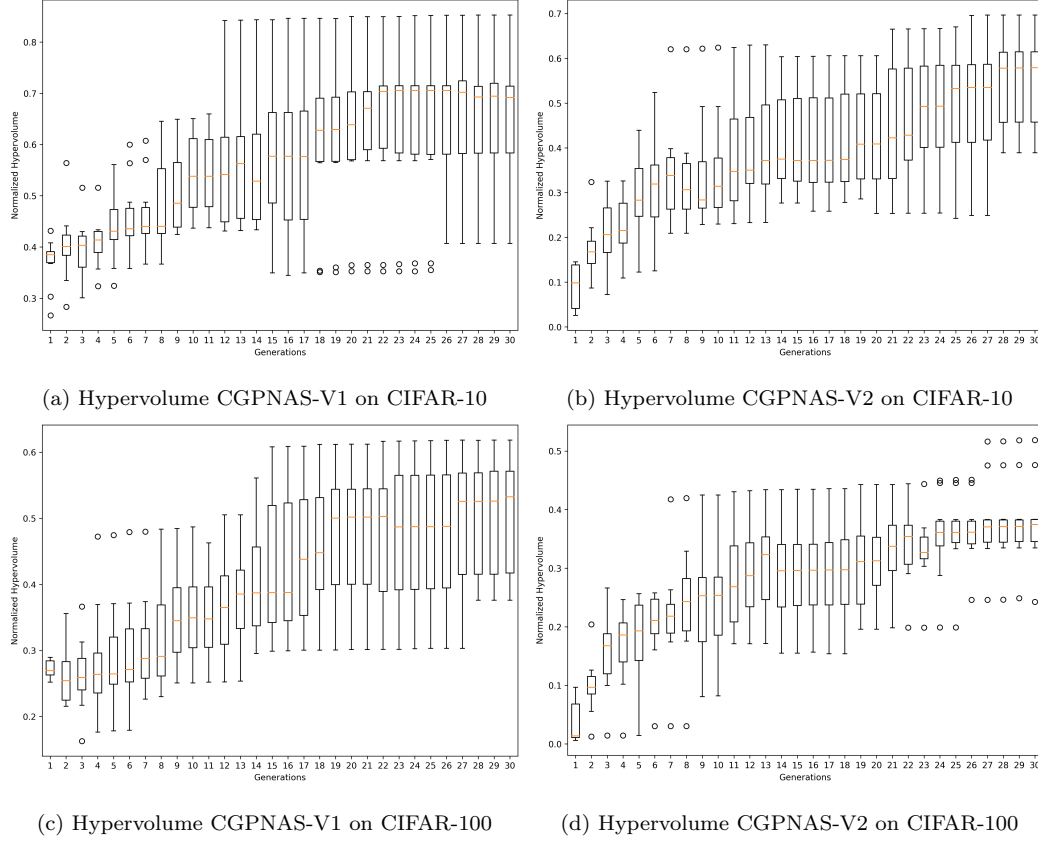 0.8
0.7
0.6
0.5
0.4
0.3
Normalized Hypervolume
1 2 3 4 5 6 7 8 9 10 11 12 13 14 15 16 17 18 19 20 21 22 23 24 25 26 27 28 29 30
Generations
0.7
0.6
0.5
0.4
0.3
0.2
0.1
0.0
Normalized Hypervolume
1 2 3 4 5 6 7 8 9 10 11 12 13 14 15 16 17 18 19 20 21 22 23 24 25 26 27 28 29 30
Generations
(a) Hypervolume CGPNAS-V1 on CIFAR-10
(b) Hypervolume CGPNAS-V2 on CIFAR-10
0.6
0.5
0.4
0.3
0.2
Normalized Hypervolume
1 2 3 4 5 6 7 8 9 10 11 12 13 14 15 16 17 18 19 20 21 22 23 24 25 26 27 28 29 30
Generations
0.5
0.4
0.3
0.2
0.1
0.0
Normalized Hypervolume
1 2 3 4 5 6 7 8 9 10 11 12 13 14 15 16 17 18 19 20 21 22 23 24 25 26 27 28 29 30
Generations
(c) Hypervolume CGPNAS-V1 on CIFAR-100
(d) Hypervolume CGPNAS-V2 on CIFAR-100